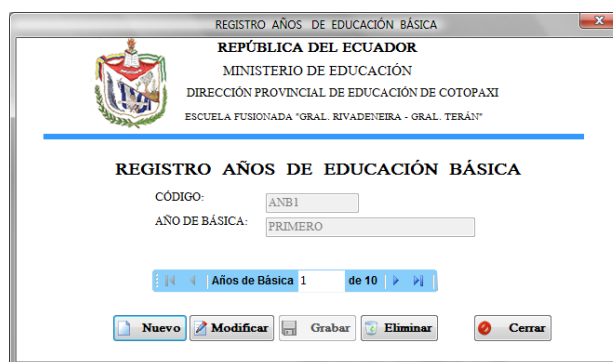 REGISTRO AÑOS DE EDUCACIÓN BÁSICA
REPÚBLICA DEL ECUADOR
MINISTERIO DE EDUCACIÓN
DIRECCIÓN PROVINCIAL DE EDUCACIÓN DE COTOPAXI
ESCUELA FUSIONADA "GRAL. RIVADENEIRA - GRAL. TERÁN"
REGISTRO AÑOS DE EDUCACIÓN BÁSICA
CÓDIGO: ANB1
AÑO DE BÁSICA: PRIMERO
Años de Básica 1 de 10
Nuevo Modificar Grabar Eliminar Cerrar